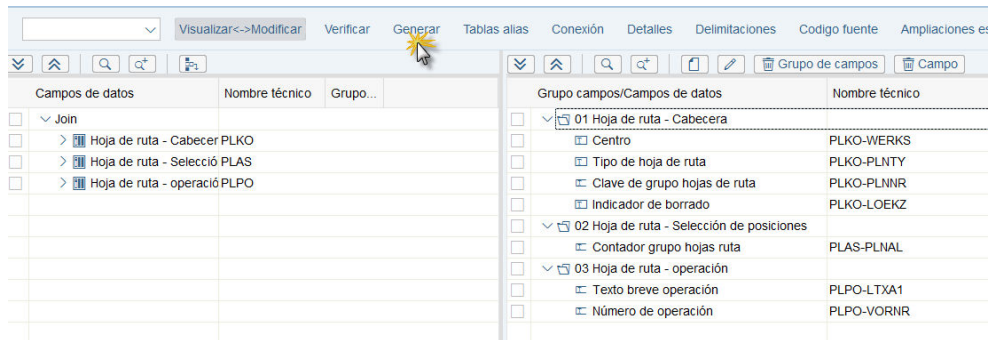 Visualizar<->Modificar Verificar Generar Tablas alias Conexión Detalles Delimitaciones Codigo fuente Ampliaciones es
Grupo de campos Campo
Campos de datos Nombre técnico Grupo...
Grupo campos/Campos de datos Nombre técnico
Join
Hoja de ruta - Cabecer PLKO
Hoja de ruta - Selecció PLAS
Hoja de ruta - operació PLPO
01 Hoja de ruta - Cabecera
Centro PLKO-WERKS
Tipo de hoja de ruta PLKO-PLNTY
Clave de grupo hojas de ruta PLKO-PLNNR
Indicador de borrado PLKO-LOEKZ
02 Hoja de ruta - Selección de posiciones
Contador grupo hojas ruta PLAS-PLNAL
03 Hoja de ruta - operación
Texto breve operación PLPO-LTXA1
Número de operación PLPO-VORNR